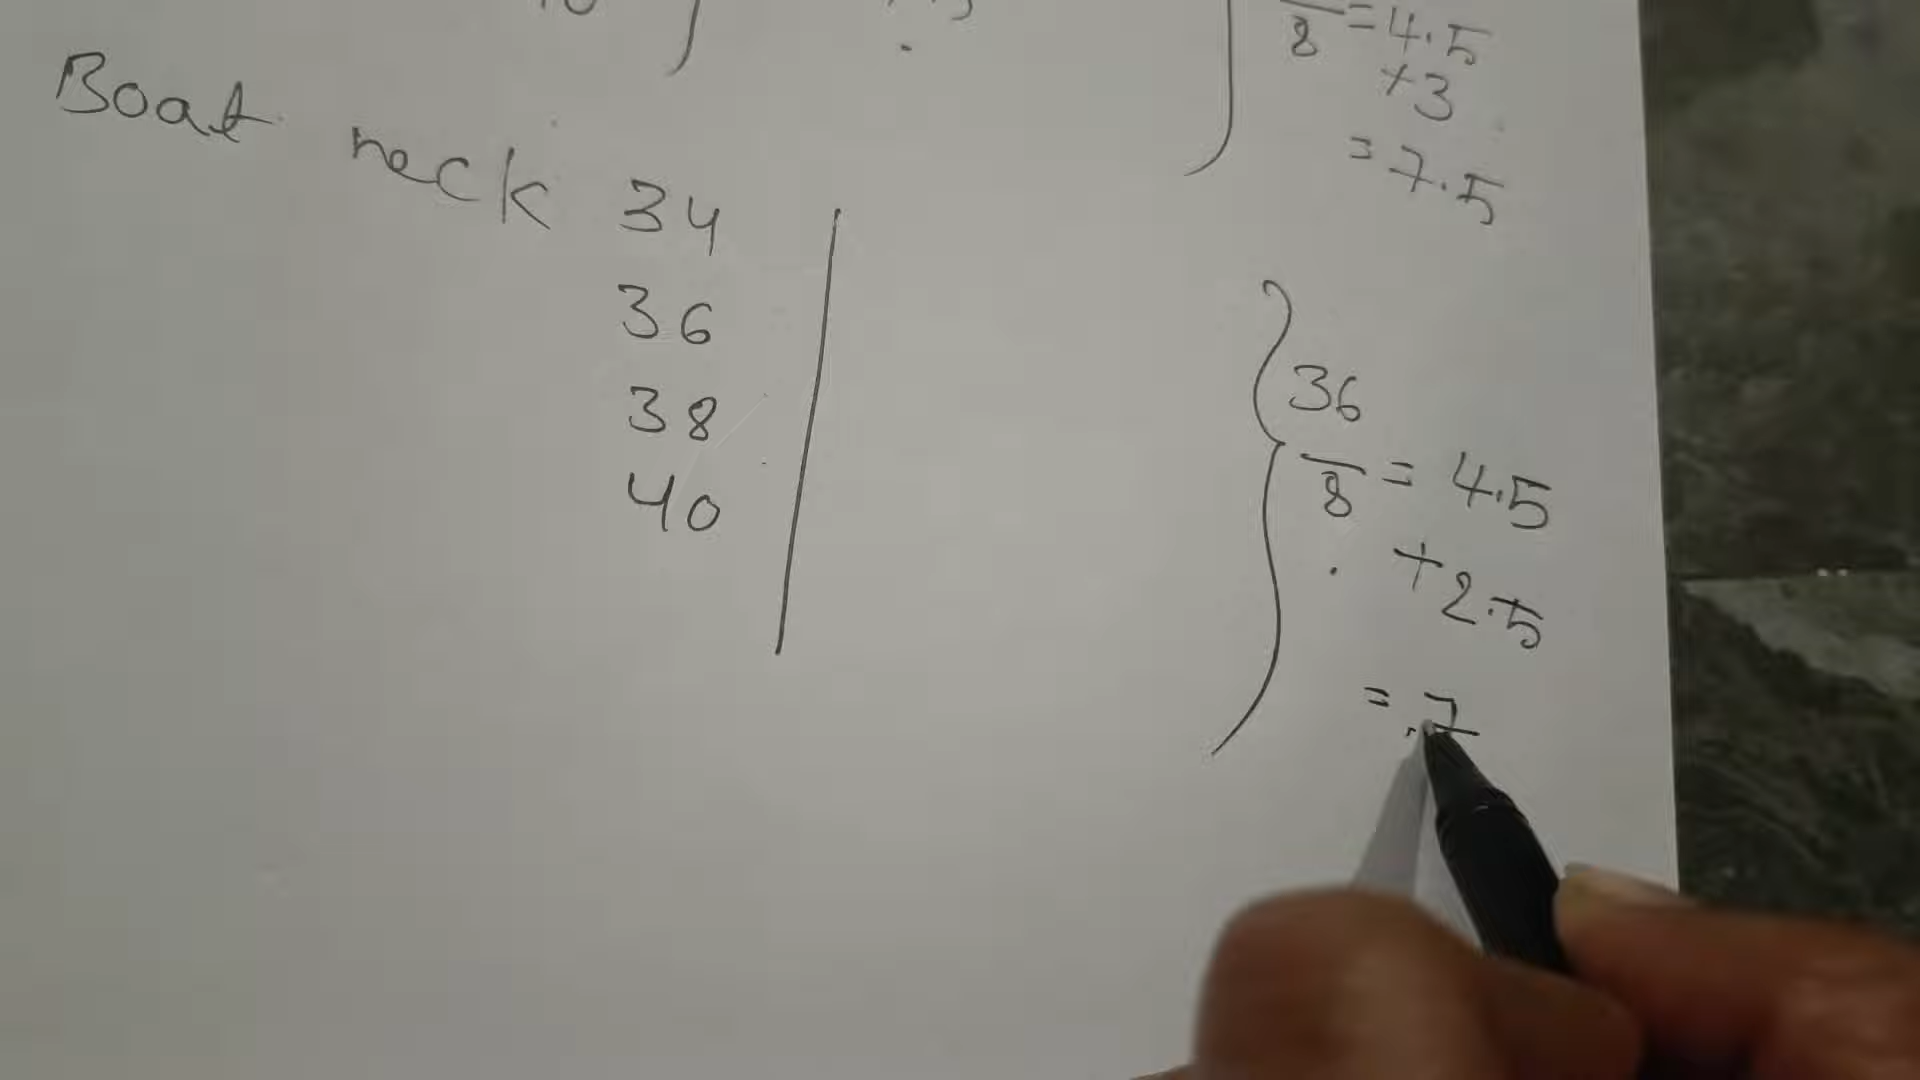 8 = 4.5
+3
= 7.5
Boat neck 34
36
38
40
36
8 = 4.5
+2.5
= 7